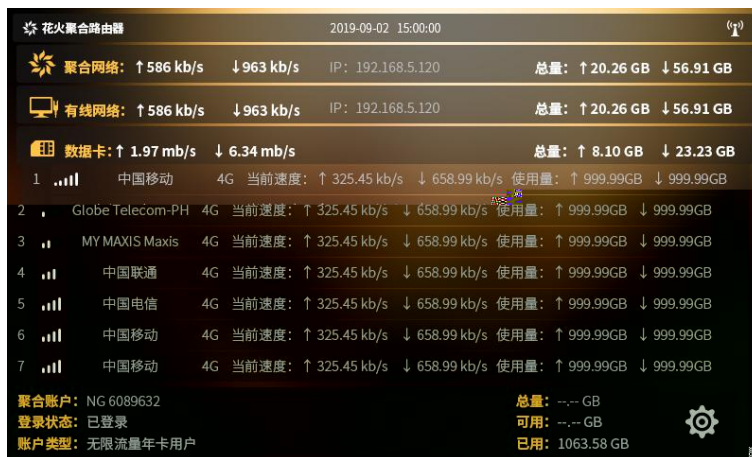 花火聚合路由器 2019-09-02 15:00:00
聚合网络：↑586 kb/s ↓963 kb/s IP：192.168.5.120 总量：↑20.26 GB ↓56.91 GB
有线网络：↑586 kb/s ↓963 kb/s IP：192.168.5.120 总量：↑20.26 GB ↓56.91 GB
数据卡：↑ 1.97 mb/s ↓ 6.34 mb/s 总量：↑ 8.10 GB ↓ 23.23 GB
1 中国移动 4G 当前速度：↑ 325.45 kb/s ↓ 658.99 kb/s 使用量：↑ 999.99GB ↓ 999.99GB
2 Globe Telecom-PH 4G 当前速度：↑ 325.45 kb/s ↓ 658.99 kb/s 使用量：↑ 999.99GB ↓ 999.99GB
3 MY MAXIS Maxis 4G 当前速度：↑ 325.45 kb/s ↓ 658.99 kb/s 使用量：↑ 999.99GB ↓ 999.99GB
4 中国联通 4G 当前速度：↑ 325.45 kb/s ↓ 658.99 kb/s 使用量：↑ 999.99GB ↓ 999.99GB
5 中国电信 4G 当前速度：↑ 325.45 kb/s ↓ 658.99 kb/s 使用量：↑ 999.99GB ↓ 999.99GB
6 中国移动 4G 当前速度：↑ 325.45 kb/s ↓ 658.99 kb/s 使用量：↑ 999.99GB ↓ 999.99GB
7 中国移动 4G 当前速度：↑ 325.45 kb/s ↓ 658.99 kb/s 使用量：↑ 999.99GB ↓ 999.99GB
聚合账户：NG 6089632 总量：--.-- GB
登录状态：已登录 可用：--.-- GB
账户类型：无限流量年卡用户 已用：1063.58 GB